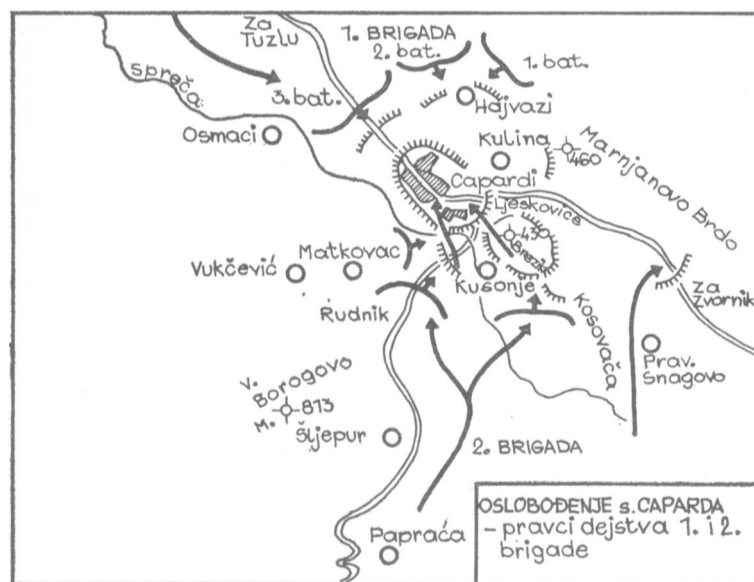 Za
Tuzlu
1. BRIGADA
2. bat.
1. bat.
Spreča
3. bat.
Hajvazi
Osmaci
Kulina
460
Marnjanovo Brdo
Capardi
Lješkovice
430
Brezik
Matkovac
Vukčević
Kusonje
Za
Zvornik
Rudnik
Kosovača
Prav.
Snagovo
V.
Borogovo
M.
813
Šljepur
2. BRIGADA
OSLOBOĐENJE s. CAPARDA
– pravci dejstva 1. i 2.
brigade
Papraća